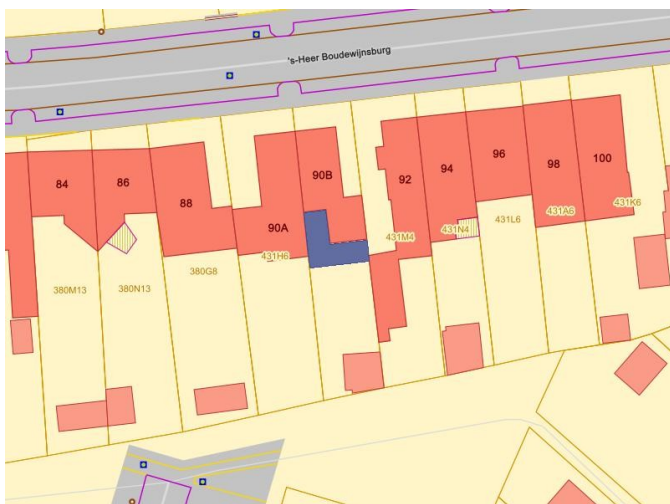 's-Heer Boudewijnsburg
84
86
88
90A
90B
92
94
96
98
100
431H6
431M4
431N4
431L6
431A6
431K6
380M13
380N13
380G8